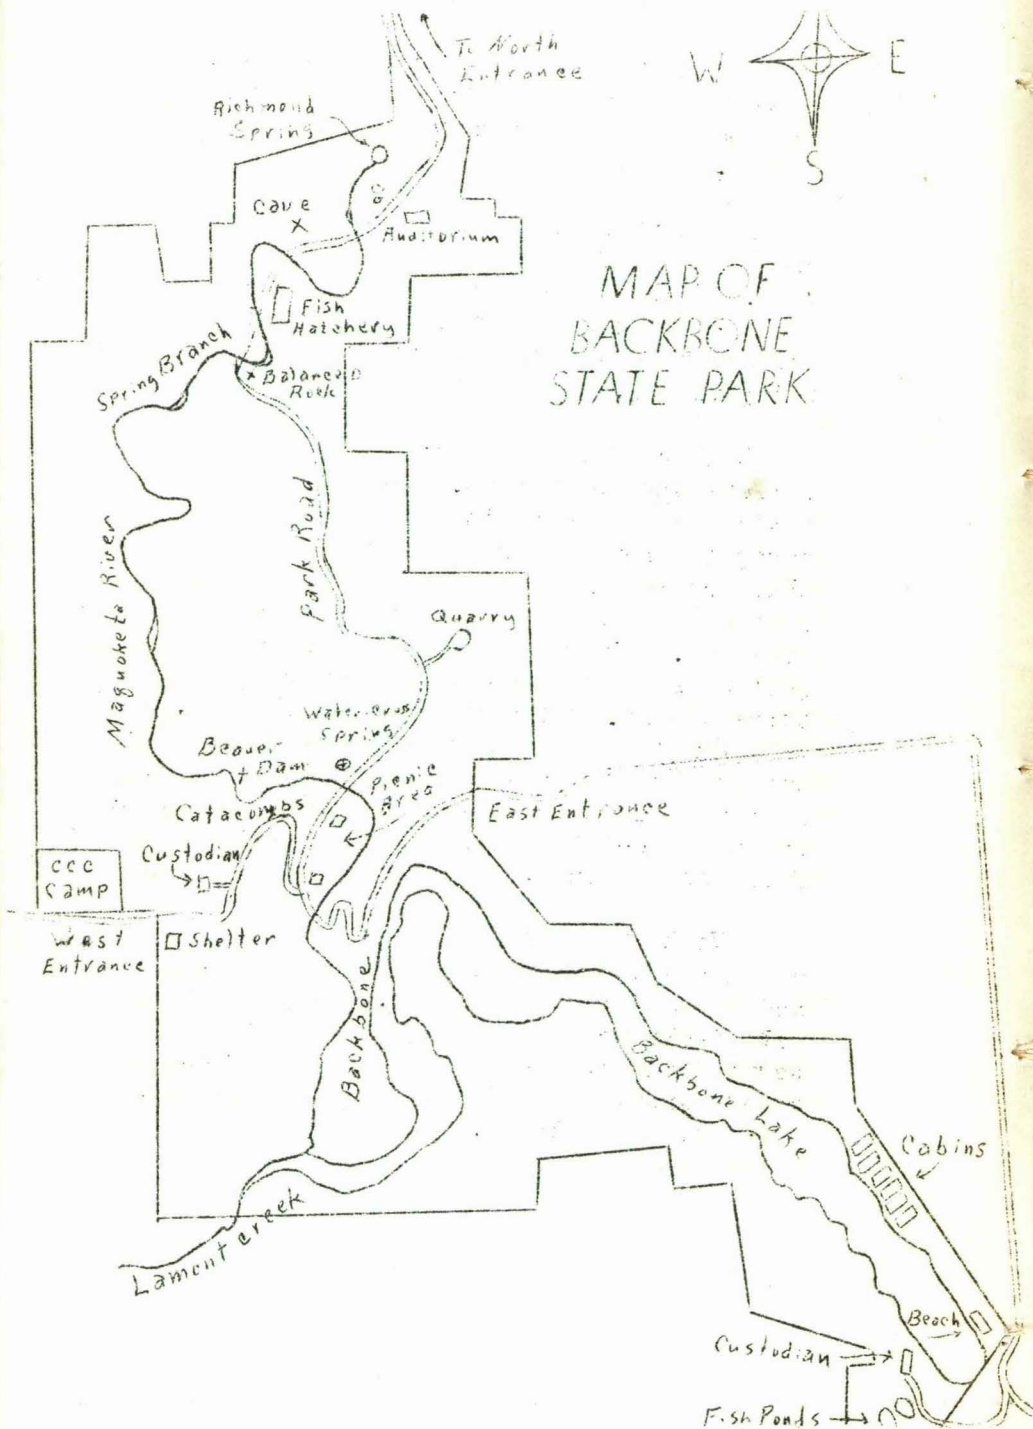 To North
Entrance
W
E
S
Richmond
Spring
Cave
Auditorium
MAP OF
BACKBONE
STATE PARK
Fish
Hatchery
Spring Branch
Balanced
Rock
Park Road
Maquoketa River
Quarry
Watercress
Spring
Beaver
Dam
Picnic
Area
Catacombs
East Entrance
Custodian
CCC
Camp
West
Entrance
Shelter
Backbone
Backbone Lake
Cabins
Lamont Creek
Beach
Custodian
Fish Ponds